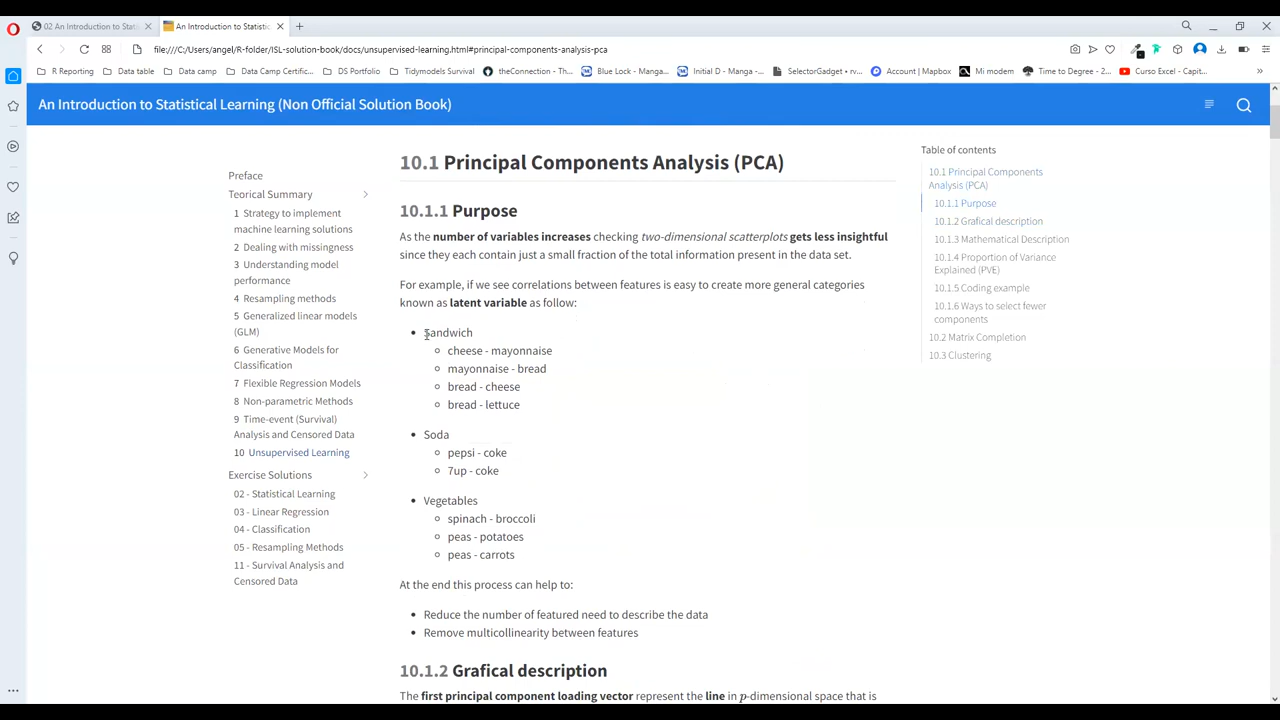 02 An Introduction to Stati
An Introduction to Statistic
file:///C:/Users/angel/R-folder/ISL-solution-book/docs/unsupervised-learning.html#principal-components-analysis-pca
R Reporting
Data table
Data camp
Data Camp Certific...
DS Portfolio
Tidymodels Survival
theConnection - Th...
Blue Lock - Manga...
Initial D - Manga -...
SelectorGadget • rv...
Account | Mapbox
Mi modem
Time to Degree - 2...
Curso Excel - Capit...
An Introduction to Statistical Learning (Non Official Solution Book)
Preface
Teorical Summary
1 Strategy to implement
machine learning solutions
2 Dealing with missingness
3 Understanding model
performance
4 Resampling methods
5 Generalized linear models
(GLM)
6 Generative Models for
Classification
7 Flexible Regression Models
8 Non-parametric Methods
9 Time-event (Survival)
Analysis and Censored Data
10 Unsupervised Learning
Exercise Solutions
02 - Statistical Learning
03 - Linear Regression
04 - Classification
05 - Resampling Methods
11 - Survival Analysis and
Censored Data
10.1 Principal Components Analysis (PCA)
10.1.1 Purpose
As the number of variables increases checking two-dimensional scatterplots gets less insightful
since they each contain just a small fraction of the total information present in the data set.
For example, if we see correlations between features is easy to create more general categories
known as latent variable as follow:
Sandwich
cheese - mayonnaise
mayonnaise - bread
bread - cheese
bread - lettuce
Soda
pepsi - coke
7up - coke
Vegetables
spinach - broccoli
peas - potatoes
peas - carrots
At the end this process can help to:
Reduce the number of featured need to describe the data
Remove multicollinearity between features
10.1.2 Grafical description
The first principal component loading vector represent the line in p-dimensional space that is
Table of contents
10.1 Principal Components
Analysis (PCA)
10.1.1 Purpose
10.1.2 Grafical description
10.1.3 Mathematical Description
10.1.4 Proportion of Variance
Explained (PVE)
10.1.5 Coding example
10.1.6 Ways to select fewer
components
10.2 Matrix Completion
10.3 Clustering